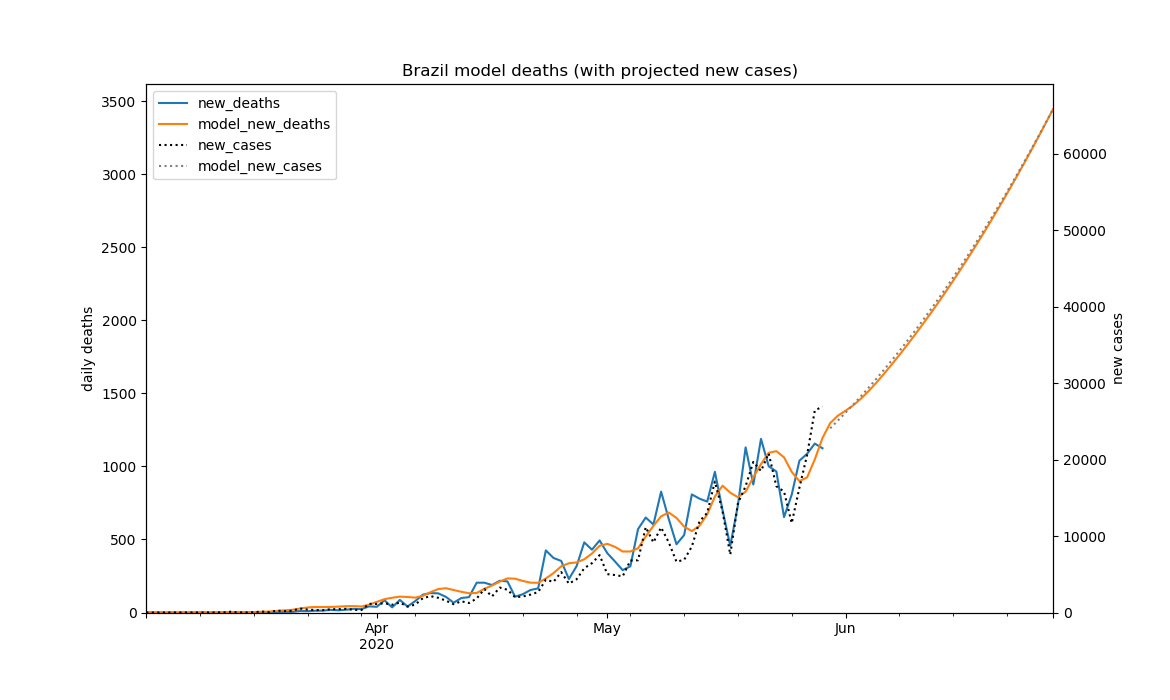 Brazil model deaths (with projected new cases)
new_deaths
model_new_deaths
new_cases
model_new_cases
daily deaths
3500
3000
2500
2000
1500
1000
500
0
60000
50000
40000
30000
20000
10000
0
new cases
Apr
2020
May
Jun